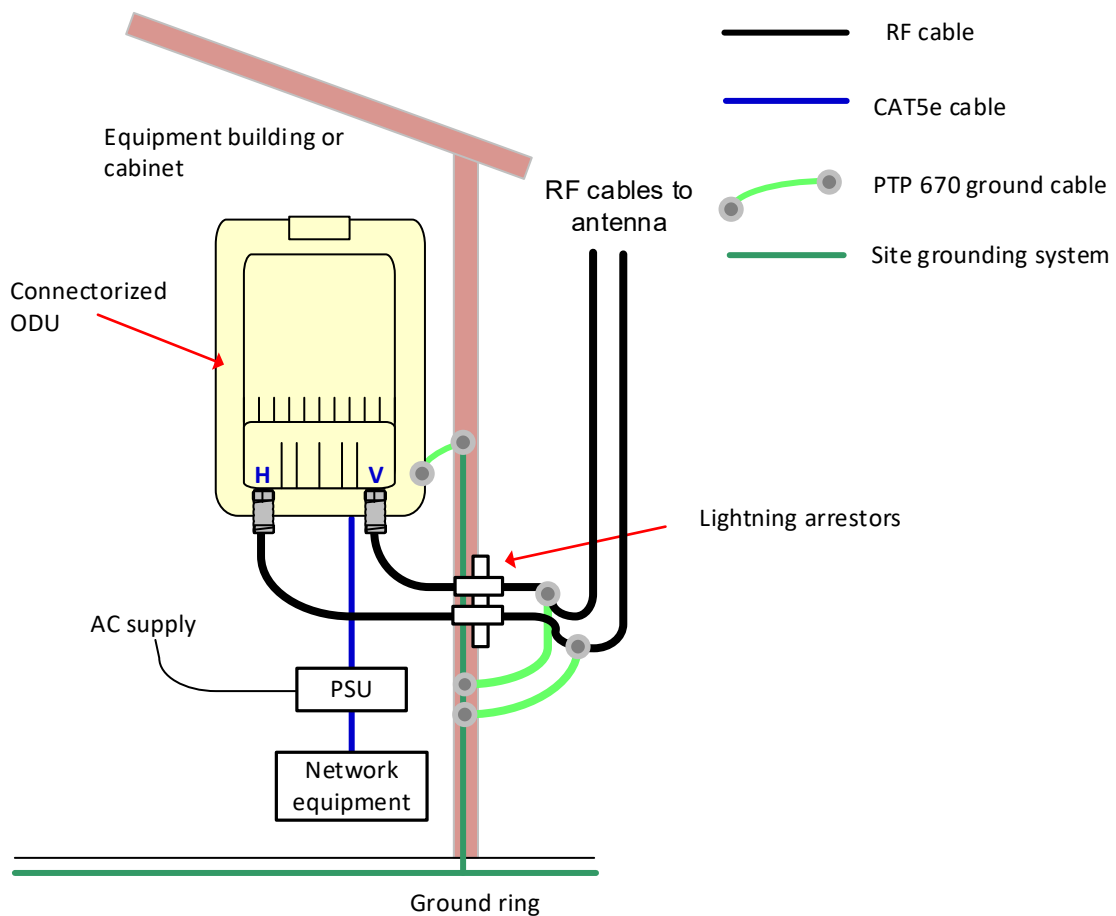 RF cable
CAT5e cable
Equipment building or
cabinet
RF cables to
antenna
PTP 670 ground cable
Site grounding system
Connectorized
ODU
H
V
Lightning arrestors
AC supply
PSU
Network
equipment
Ground ring